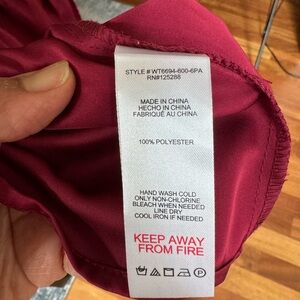 STYLE # WT6694-600-6PA
RN#125288
MADE IN CHINA
HECHO EN CHINA
FABRIQUÉ AU CHINA
100% POLYESTER
HAND WASH COLD
ONLY NON-CHLORINE
BLEACH WHEN NEEDED
LINE DRY
COOL IRON IF NEEDED
KEEP AWAY
FROM FIRE
P